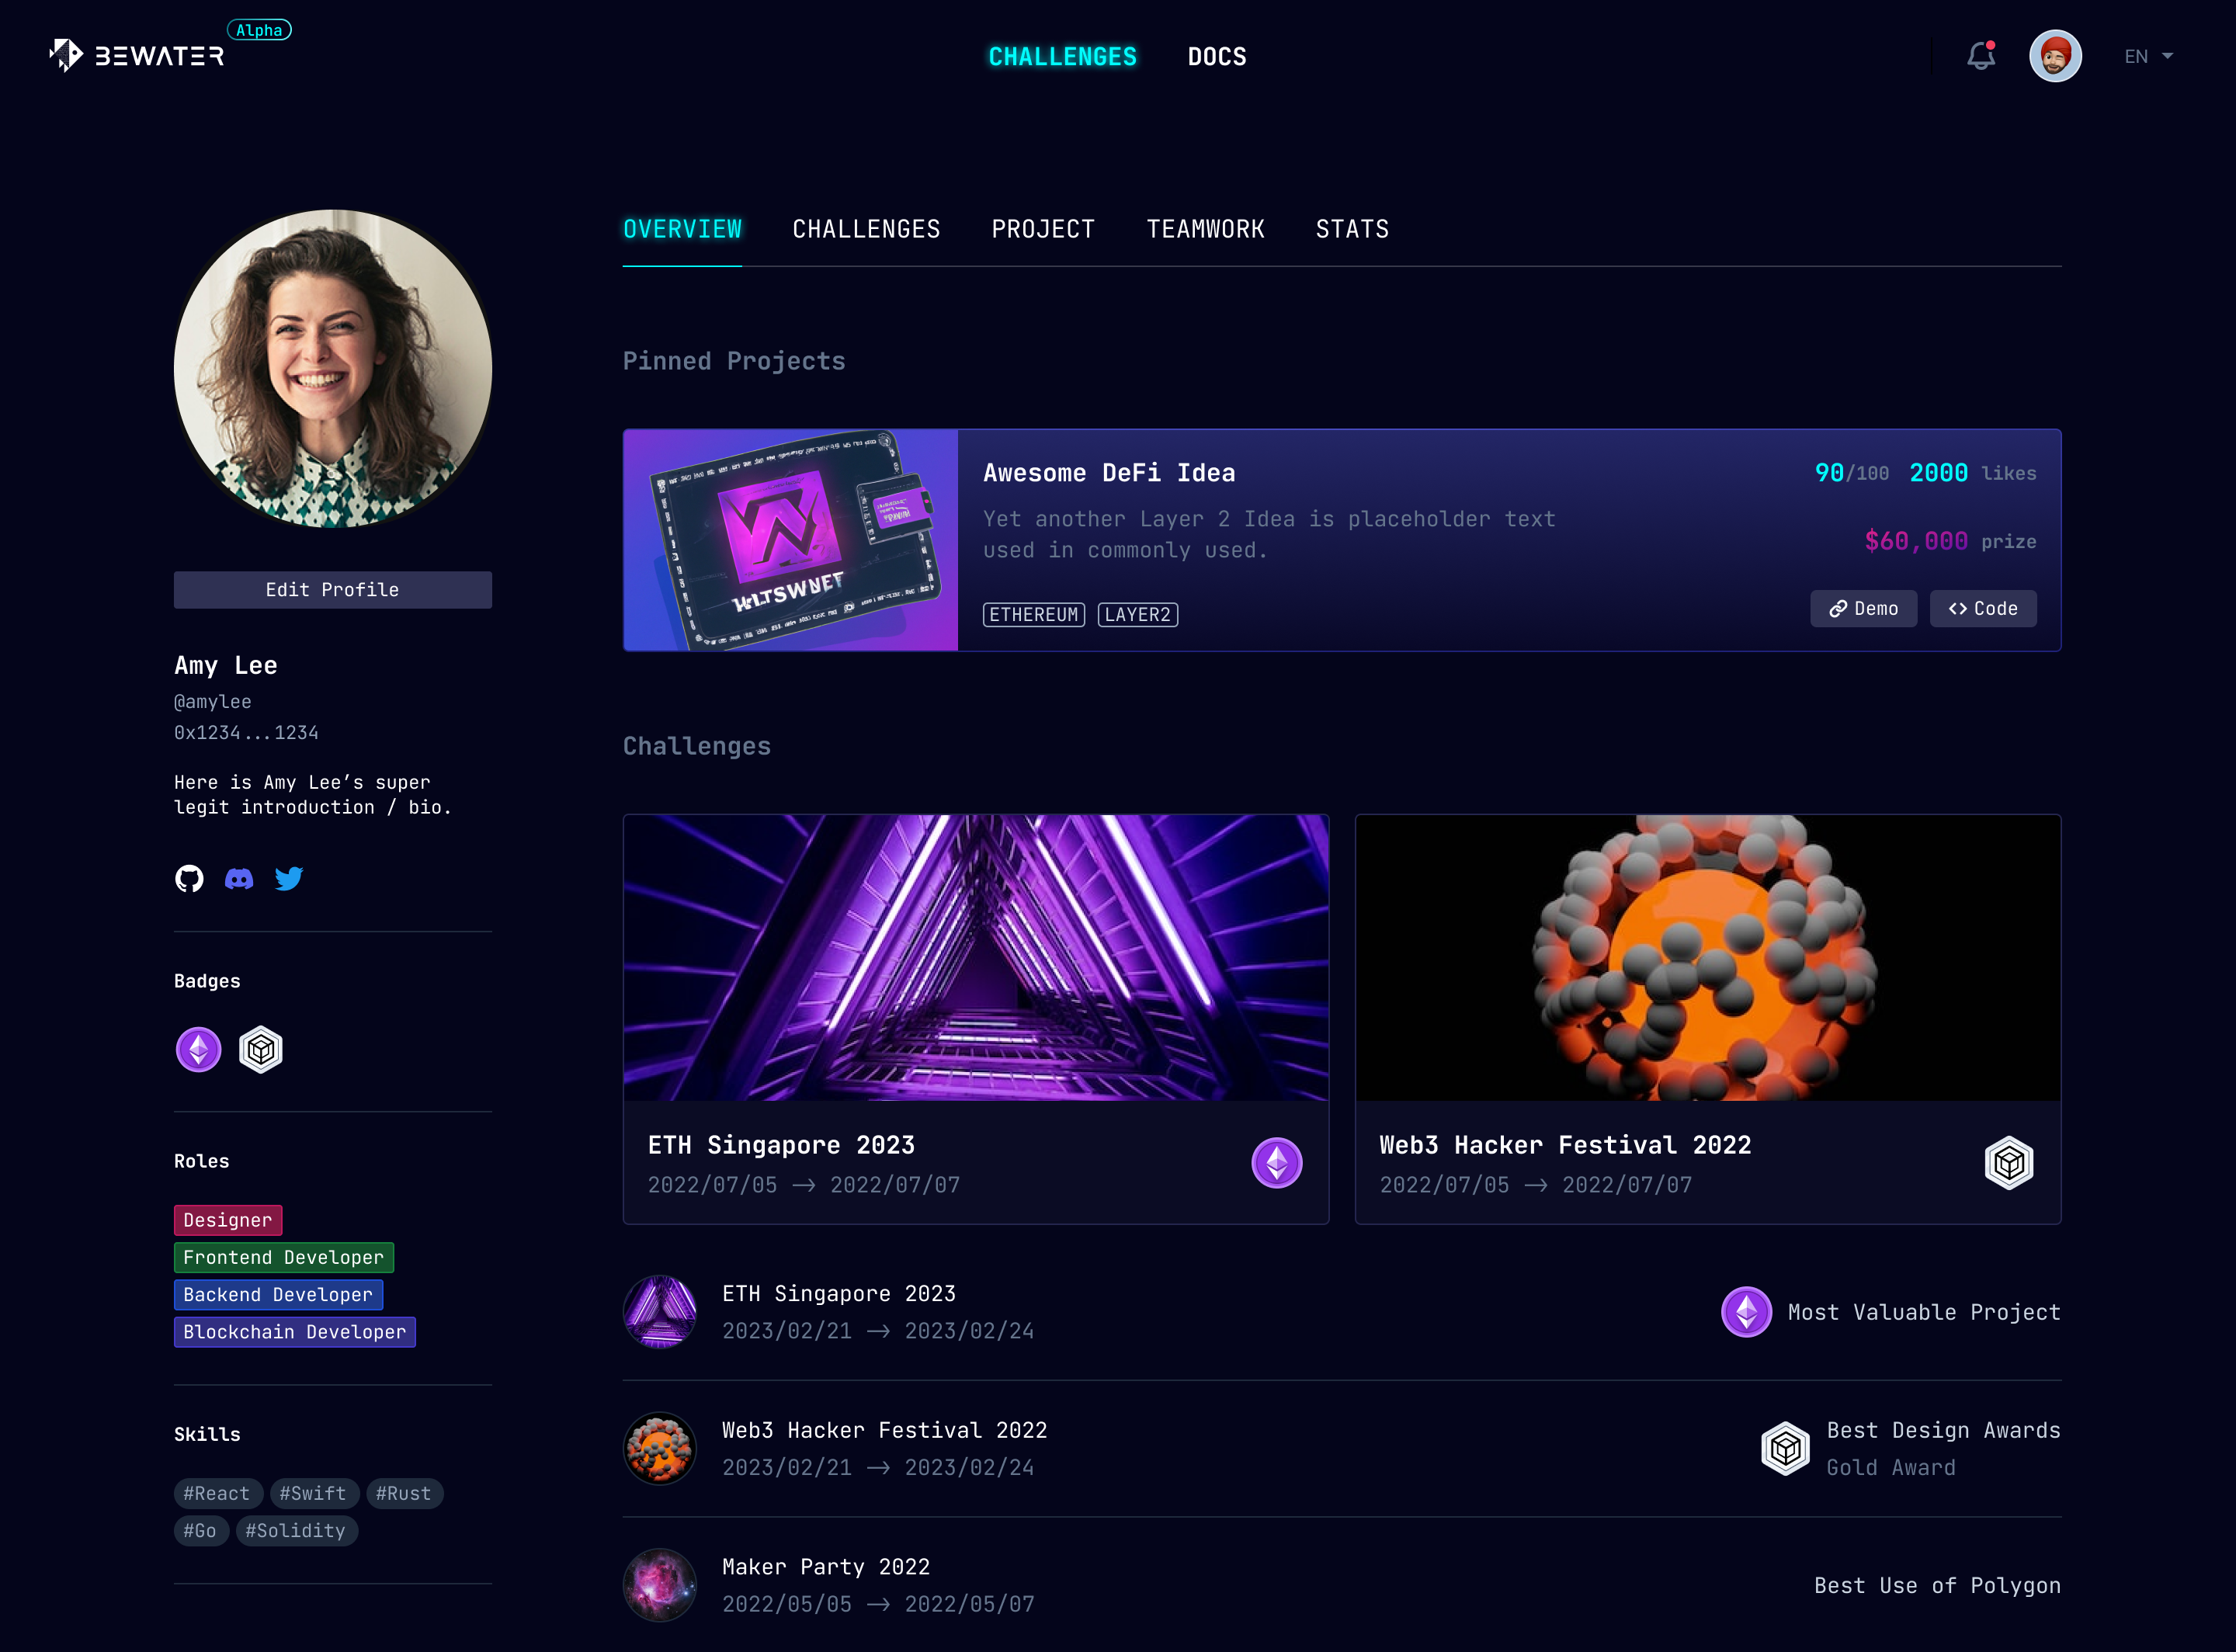 BEWATER
Alpha
CHALLENGES
DOCS
EN
OVERVIEW
CHALLENGES
PROJECT
TEAMWORK
STATS
Edit Profile
Amy Lee
@amylee
0x1234...1234
Here is Amy Lee’s super
legit introduction / bio.
Badges
Roles
Designer
Frontend Developer
Backend Developer
Blockchain Developer
Skills
#React #Swift #Rust
#Go #Solidity
Pinned Projects
Awesome DeFi Idea
90/100 2000 likes
Yet another Layer 2 Idea is placeholder text
used in commonly used.
$60,000 prize
ETHEREUM LAYER2
Demo
Code
Challenges
ETH Singapore 2023
2022/07/05 → 2022/07/07
Web3 Hacker Festival 2022
2022/07/05 → 2022/07/07
ETH Singapore 2023
2023/02/21 → 2023/02/24
Most Valuable Project
Web3 Hacker Festival 2022
2023/02/21 → 2023/02/24
Best Design Awards
Gold Award
Maker Party 2022
2022/05/05 → 2022/05/07
Best Use of Polygon